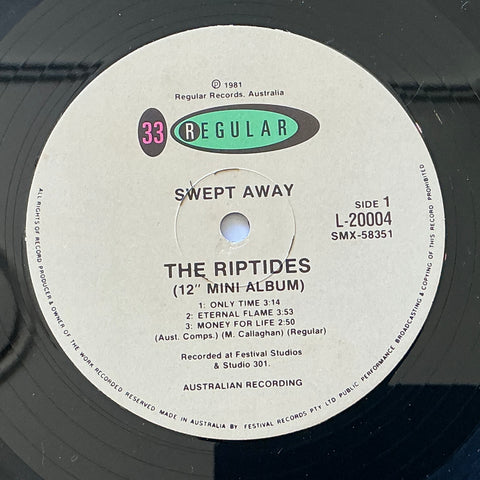 ℗ 1981
Regular Records, Australia
33 REGULAR
SWEPT AWAY
SIDE 1
L-20004
SMX-58351
THE RIPTIDES
(12" MINI ALBUM)
1: ONLY TIME 3:14
2: ETERNAL FLAME 3:53
3: MONEY FOR LIFE 2:50
(Aust. Comps.) (M. Callaghan) (Regular)
Recorded at Festival Studios
& Studio 301.
AUSTRALIAN RECORDING
ALL RIGHTS OF RECORD PRODUCER & OWNER OF THE WORK RECORDED RESERVED. MADE IN AUSTRALIA BY FESTIVAL RECORDS PTY LTD PUBLIC PERFORMANCE BROADCASTING & COPYING OF THIS RECORD PROHIBITED